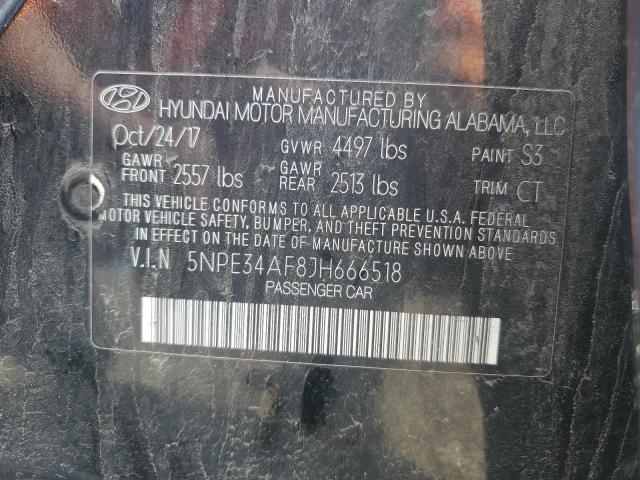 MANUFACTURED BY
HYUNDAI MOTOR MANUFACTURING ALABAMA, LLC
Oct/24/17 GVWR 4497 lbs PAINT S3
GAWR FRONT 2557 lbs GAWR REAR 2513 lbs TRIM CT
THIS VEHICLE CONFORMS TO ALL APPLICABLE U.S.A. FEDERAL
MOTOR VEHICLE SAFETY, BUMPER, AND THEFT PREVENTION STANDARDS
IN EFFECT ON THE DATE OF MANUFACTURE SHOWN ABOVE
V.I.N 5NPE34AF8JH666518
PASSENGER CAR